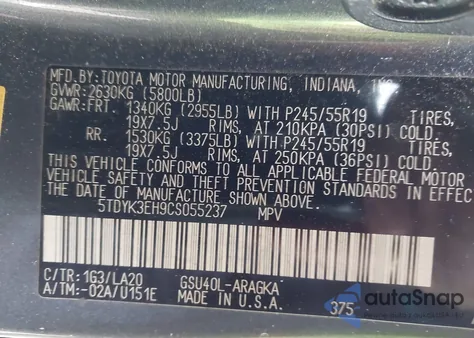 MFD.BY: TOYOTA MOTOR MANUFACTURING, INDIANA,
GVWR:2630KG (5800LB)
GAWR:FRT. 1340KG (2955LB) WITH P245/55R19 TIRES,
19X7.5J RIMS, AT 210KPA (30PSI) COLD.
RR. 1530KG (3375LB) WITH P245/55R19 TIRES,
19X7.5J RIMS, AT 250KPA (36PSI) COLD.
THIS VEHICLE CONFORMS TO ALL APPLICABLE FEDERAL MOTOR
VEHICLE SAFETY AND THEFT PREVENTION STANDARDS IN EFFEC
THE DATE OF MANUFACTURE SHOWN ABOVE.
5TDYK3EH9CS055237 MPV
C/TR: 1G3/LA20 GSU40L-ARAGKA
A/TM:-02A/U151E MADE IN U.S.A. 375
autoSnap